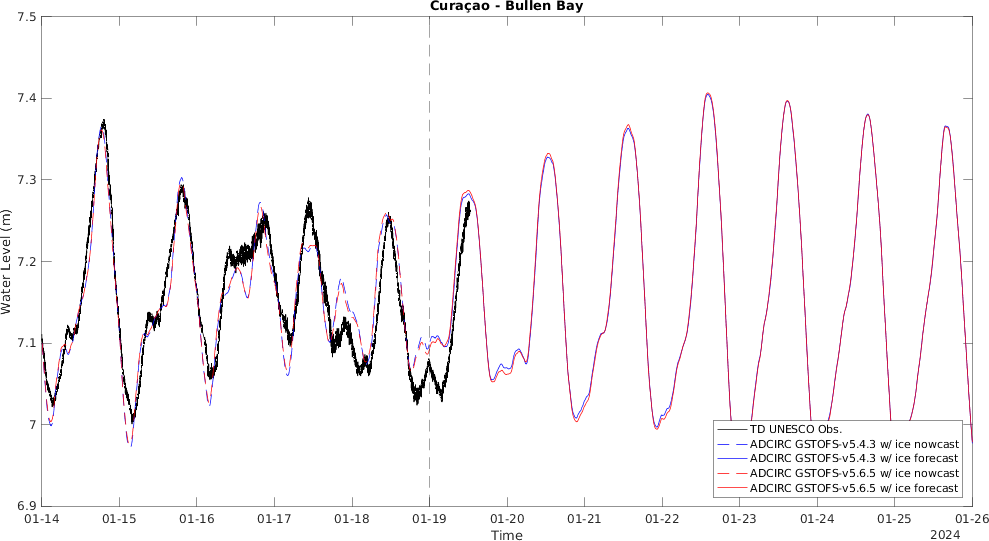 Curaçao - Bullen Bay
7.5
7.4
7.3
7.2
7.1
7
6.9
Water Level (m)
01-14
01-15
01-16
01-17
01-18
01-19
01-20
01-21
01-22
01-23
01-24
01-25
01-26
Time
2024
TD UNESCO Obs.
ADCIRC GSTOFS-v5.4.3 w/ ice nowcast
ADCIRC GSTOFS-v5.4.3 w/ ice forecast
ADCIRC GSTOFS-v5.6.5 w/ ice nowcast
ADCIRC GSTOFS-v5.6.5 w/ ice forecast